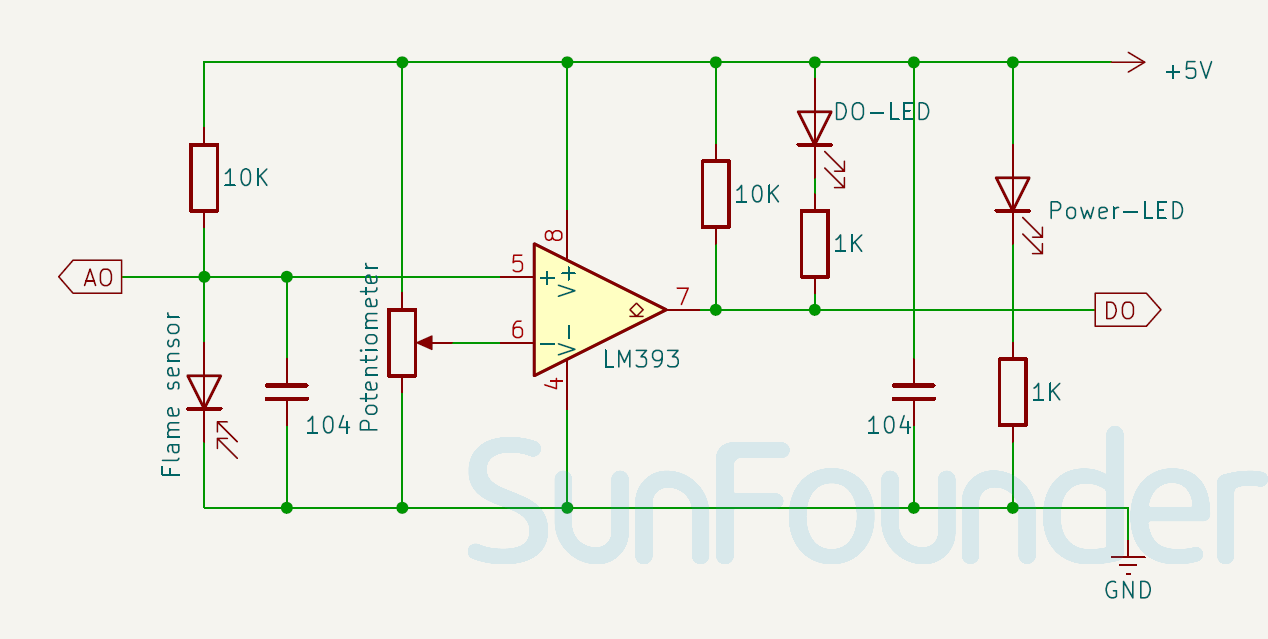 +5V
DO-LED
10K
10K
Power-LED
8
1K
5
AO
+
V+
7
DO
6
V-
LM393
4
Potentiometer
Flame sensor
104
104
1K
SunFounder
GND